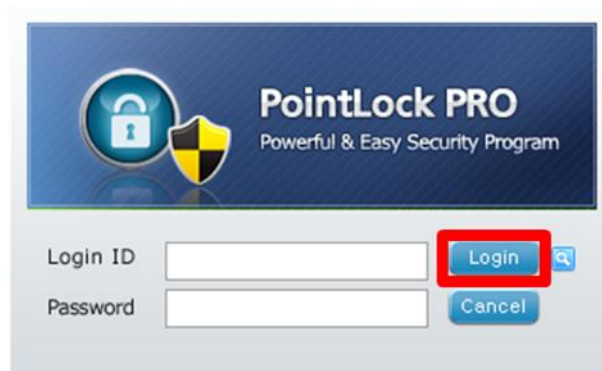 PointLock PRO
Powerful & Easy Security Program
Login ID
Login
Password
Cancel